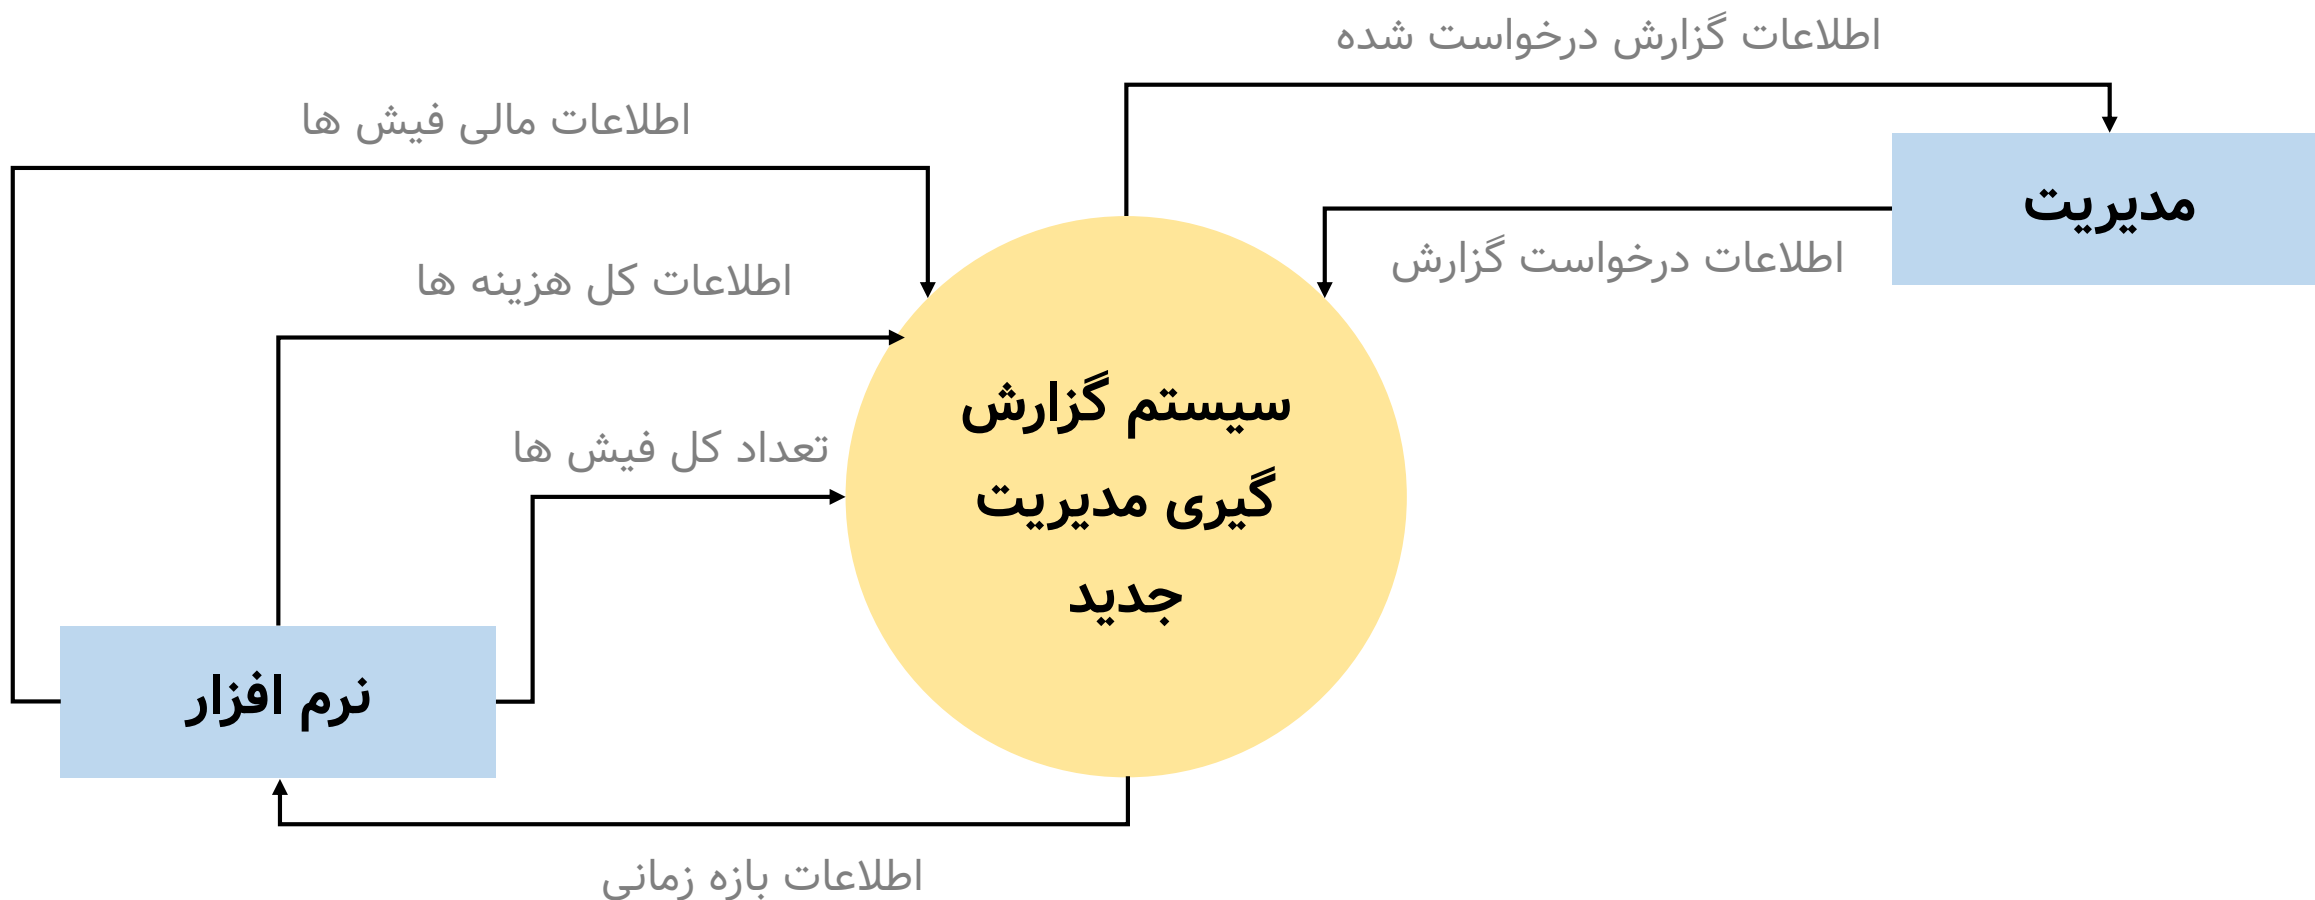 اطلاعات گزارش درخواست شده
اطلاعات مالی فیش ها
مدیریت
اطلاعات درخواست گزارش
اطلاعات کل هزینه ها
سیستم گزارش
گیری مدیریت
جدید
تعداد کل فیش ها
نرم افزار
اطلاعات بازه زمانی